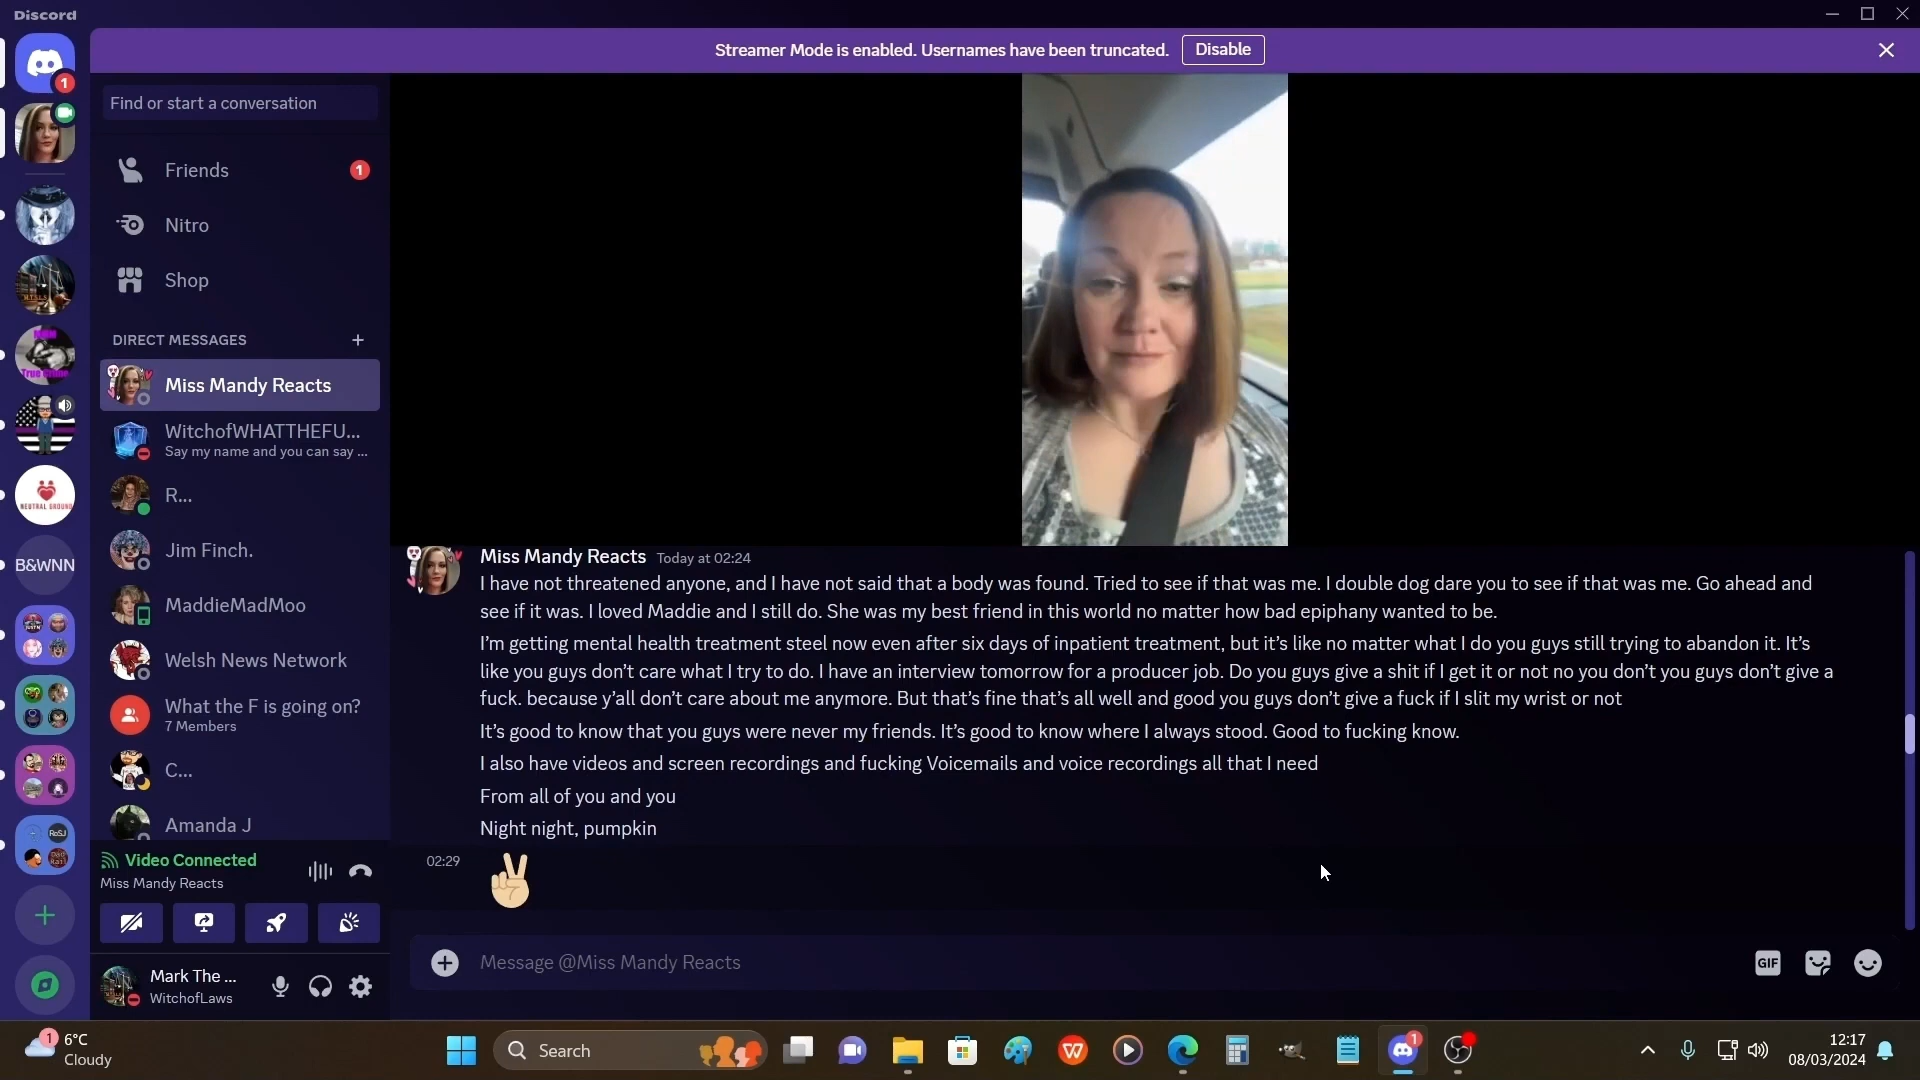 Discord
Streamer Mode is enabled. Usernames have been truncated. Disable
1
Find or start a conversation
Friends 1
Nitro
Shop
DIRECT MESSAGES
Miss Mandy Reacts
WitchofWHATTHEFU...
Say my name and you can say ...
R...
Jim Finch.
MaddieMadMoo
Welsh News Network
What the F is going on?
7 Members
C...
Amanda J
NEUTRAL GROUND
B&WNN
Video Connected
Miss Mandy Reacts
Mark The ...
WitchofLaws
Miss Mandy Reacts Today at 02:24
I have not threatened anyone, and I have not said that a body was found. Tried to see if that was me. I double dog dare you to see if that was me. Go ahead and
see if it was. I loved Maddie and I still do. She was my best friend in this world no matter how bad epiphany wanted to be.
I’m getting mental health treatment steel now even after six days of inpatient treatment, but it’s like no matter what I do you guys still trying to abandon it. It’s
like you guys don’t care what I try to do. I have an interview tomorrow for a producer job. Do you guys give a shit if I get it or not no you don’t you guys don’t give a
fuck. because y’all don’t care about me anymore. But that’s fine that’s all well and good you guys don’t give a fuck if I slit my wrist or not
It’s good to know that you guys were never my friends. It’s good to know where I always stood. Good to fucking know.
I also have videos and screen recordings and fucking Voicemails and voice recordings all that I need
From all of you and you
Night night, pumpkin
02:29
Message @Miss Mandy Reacts
GIF
1
6°C
Cloudy
Search
1
12:17
08/03/2024